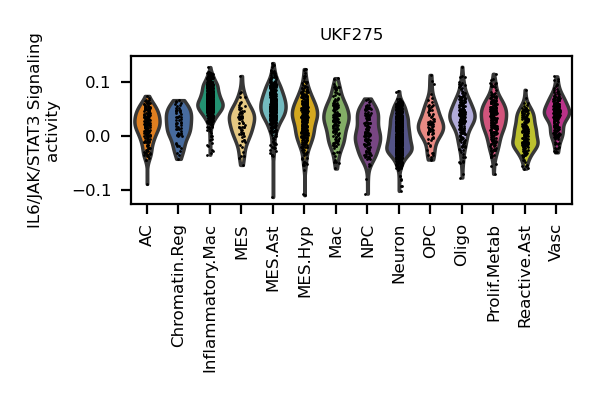 UKF275
IL6/JAK/STAT3 Signaling
activity
0.1
0.0
−0.1
AC
Chromatin.Reg
Inflammatory.Mac
MES
MES.Ast
MES.Hyp
Mac
NPC
Neuron
OPC
Oligo
Prolif.Metab
Reactive.Ast
Vasc